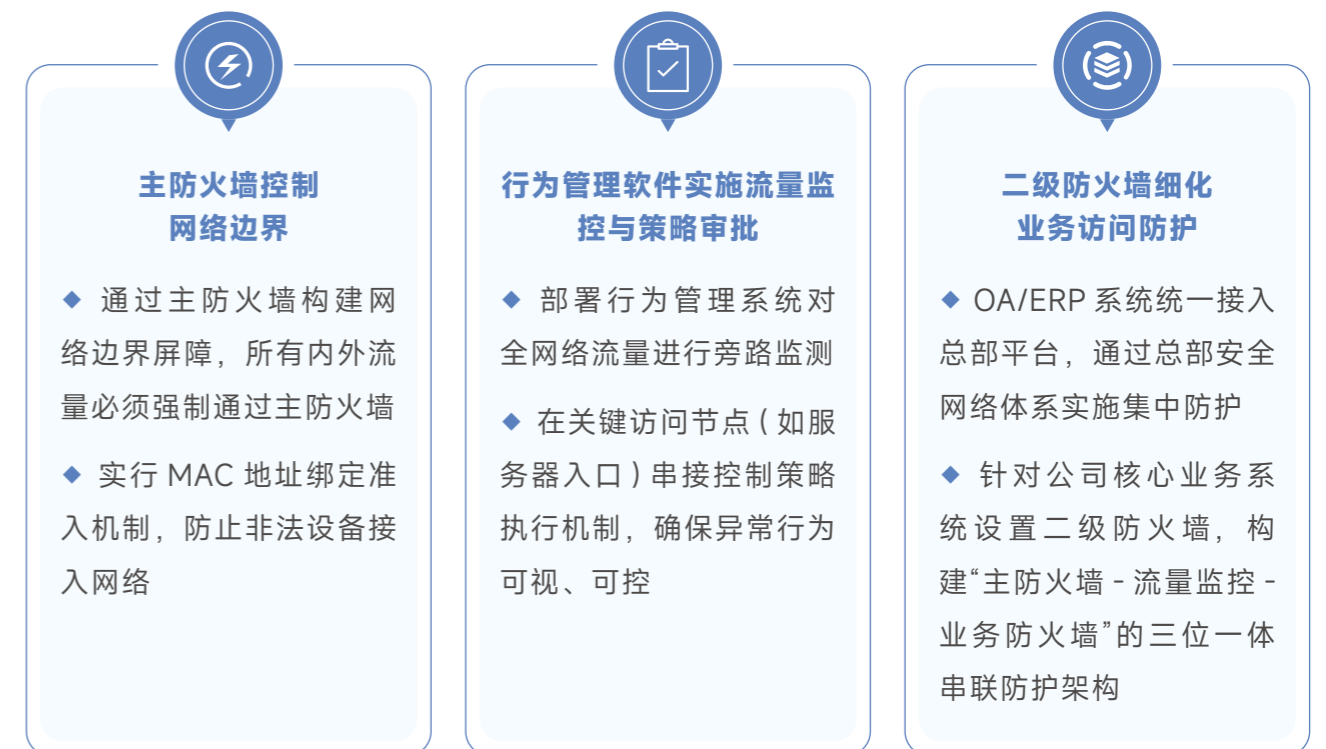 主防火墙控制
网络边界
◆ 通过主防火墙构建网
络边界屏障，所有内外流
量必须强制通过主防火墙
◆ 实行 MAC 地址绑定准
入机制，防止非法设备接
入网络
行为管理软件实施流量监
控与策略审批
◆ 部署行为管理系统对
全网络流量进行旁路监测
◆ 在关键访问节点（如服
务器入口）串接控制策略
执行机制，确保异常行为
可视、可控
二级防火墙细化
业务访问防护
◆ OA/ERP 系统统一接入
总部平台，通过总部安全
网络体系实施集中防护
◆ 针对公司核心业务系
统设置二级防火墙，构
建“主防火墙 - 流量监控 -
业务防火墙”的三位一体
串联防护架构